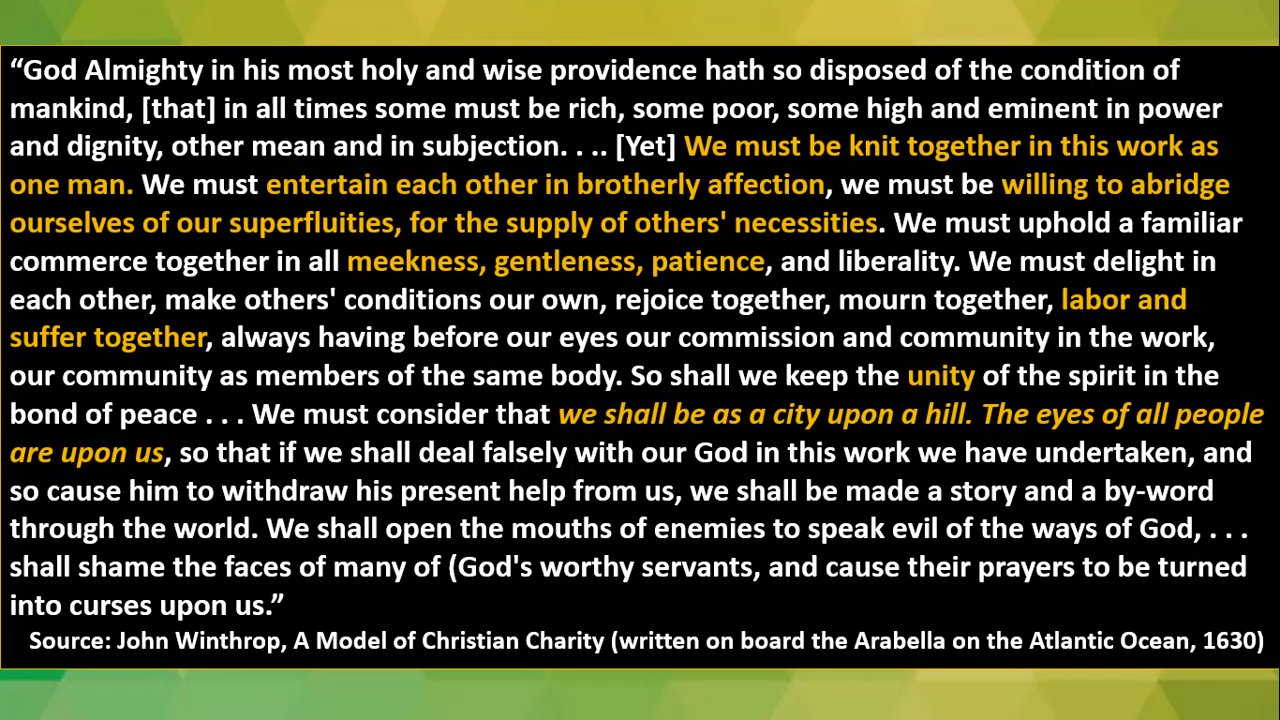 “God Almighty in his most holy and wise providence hath so disposed of the condition of
mankind, [that] in all times some must be rich, some poor, some high and eminent in power
and dignity, other mean and in subjection. . .. [Yet] We must be knit together in this work as
one man. We must entertain each other in brotherly affection, we must be willing to abridge
ourselves of our superfluities, for the supply of others' necessities. We must uphold a familiar
commerce together in all meekness, gentleness, patience, and liberality. We must delight in
each other, make others' conditions our own, rejoice together, mourn together, labor and
suffer together, always having before our eyes our commission and community in the work,
our community as members of the same body. So shall we keep the unity of the spirit in the
bond of peace . . . We must consider that we shall be as a city upon a hill. The eyes of all people
are upon us, so that if we shall deal falsely with our God in this work we have undertaken, and
so cause him to withdraw his present help from us, we shall be made a story and a by-word
through the world. We shall open the mouths of enemies to speak evil of the ways of God, . . .
shall shame the faces of many of (God's worthy servants, and cause their prayers to be turned
into curses upon us.”
Source: John Winthrop, A Model of Christian Charity (written on board the Arabella on the Atlantic Ocean, 1630)